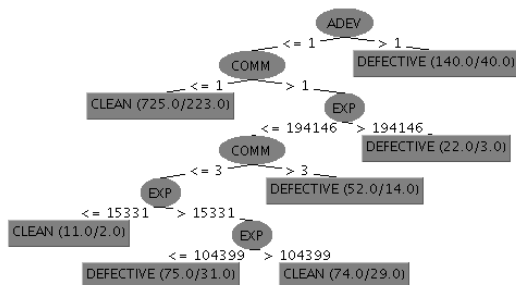 ADEV
<= 1 > 1
COMM DEFECTIVE (140.0/40.0)
<= 1 > 1
CLEAN (725.0/223.0) EXP
<= 194146 > 194146
COMM DEFECTIVE (22.0/3.0)
<= 3 > 3
EXP DEFECTIVE (52.0/14.0)
<= 15331 > 15331
CLEAN (11.0/2.0) EXP
<= 104399 > 104399
DEFECTIVE (75.0/31.0) CLEAN (74.0/29.0)